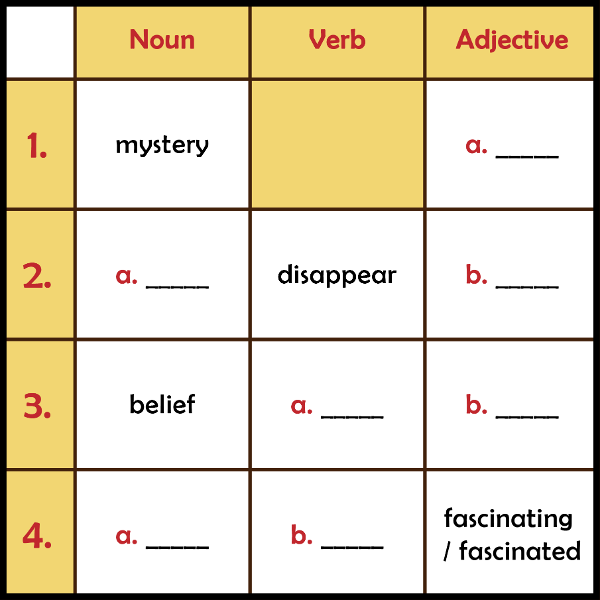 Noun Verb Adjective
1. mystery a. _____
2. a. _____ disappear b. _____
3. belief a. _____ b. _____
4. a. _____ b. _____ fascinating
/ fascinated